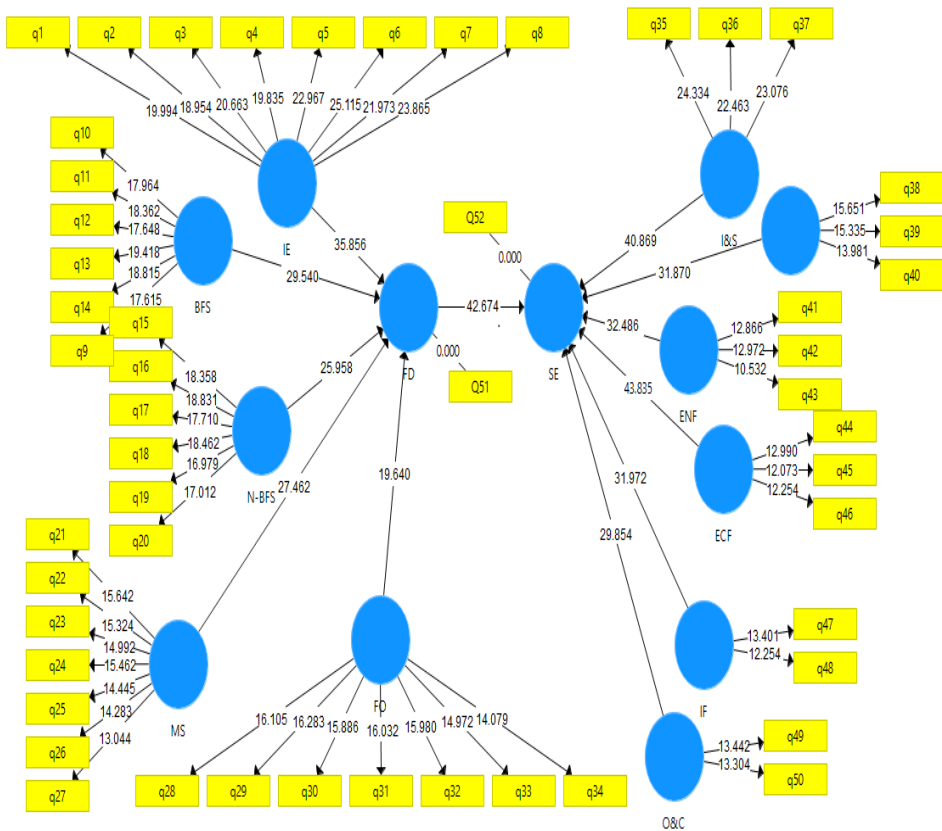 q1 q2 q3 q4 q5 q6 q7 q8
19.994 18.954 20.663 19.835 22.967 25.115 21.973 23.865
IE
q35 q36 q37
24.334 22.463 23.076
I&S
q10
q11
q12
q13
q14
q9
17.964
18.362
17.648
19.418
18.815
17.615
BFS
q38
q39
q40
15.651
15.335
13.981
35.856
29.540
Q52
0.000
40.869
31.870
42.674
FD
SE
0.000
Q51
32.486
ENF
12.866
12.972
10.532
q41
q42
q43
q15
q16
q17
q18
q19
q20
18.358
18.831
17.710
18.462
16.979
17.012
N-BFS
25.958
27.462
19.640
43.835
ECF
12.990
12.073
12.254
q44
q45
q46
31.972
29.854
q21
q22
q23
q24
q25
q26
q27
15.642
15.324
14.992
15.462
14.445
14.283
13.044
MS
FO
16.105 16.283 15.886 16.032 15.980 14.972 14.079
q28 q29 q30 q31 q32 q33 q34
IF
13.401
12.254
q47
q48
O&C
13.442
13.304
q49
q50